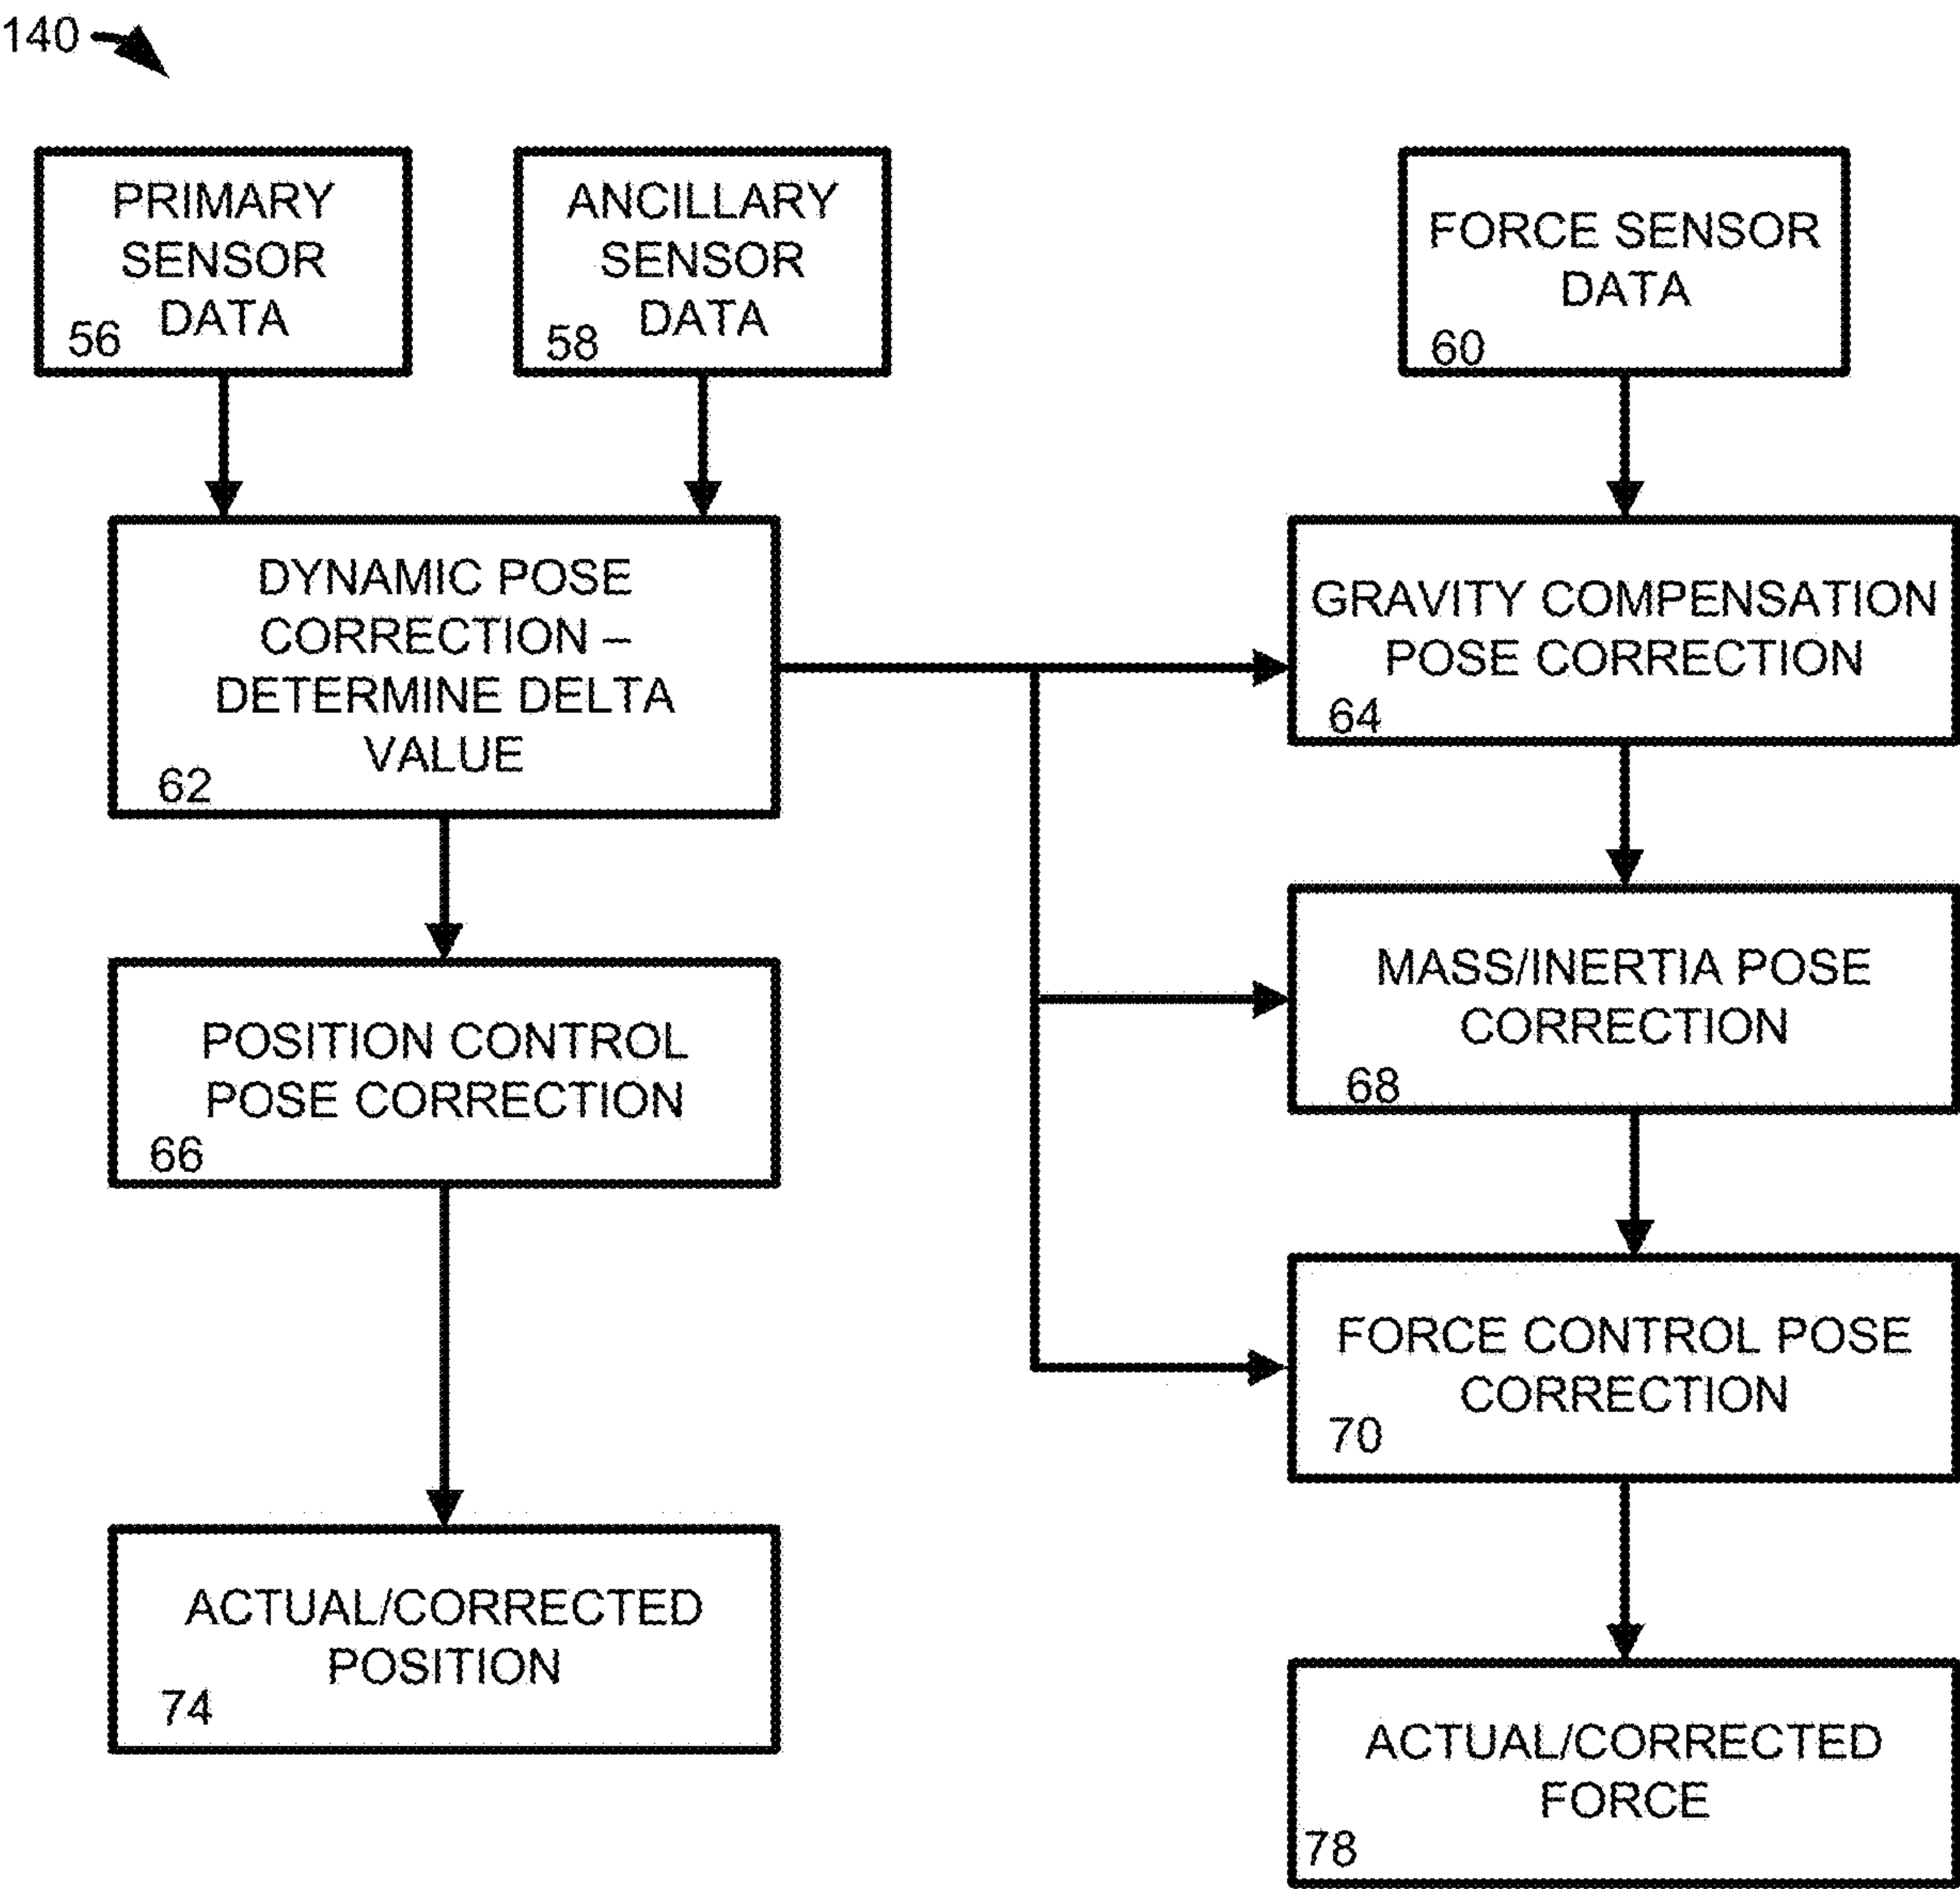 140
PRIMARY
SENSOR
DATA
56
ANCILLARY
SENSOR
DATA
58
FORCE SENSOR
DATA
60
DYNAMIC POSE
CORRECTION –
DETERMINE DELTA
VALUE
62
GRAVITY COMPENSATION
POSE CORRECTION
64
POSITION CONTROL
POSE CORRECTION
66
MASS/INERTIA POSE
CORRECTION
68
FORCE CONTROL POSE
CORRECTION
70
ACTUAL/CORRECTED
POSITION
74
ACTUAL/CORRECTED
FORCE
78